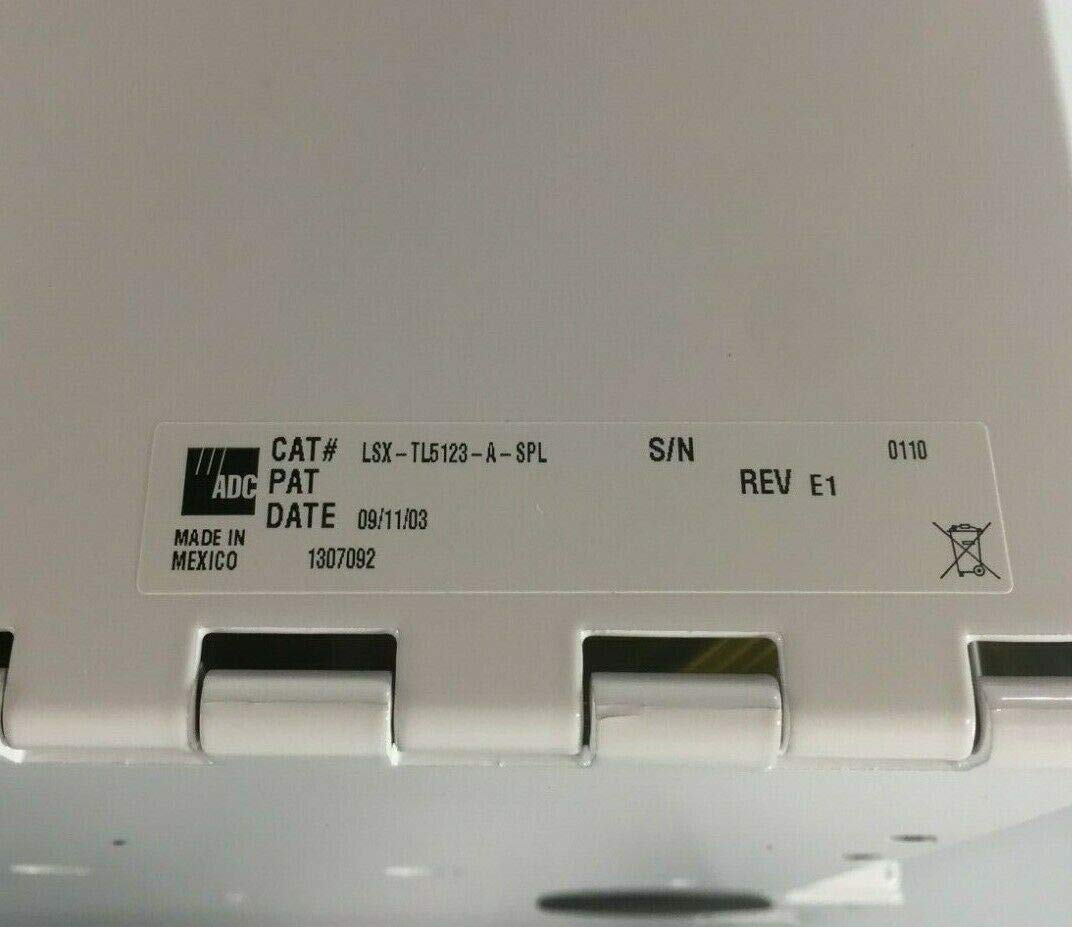 CAT# LSX-TL5123-A-SPL S/N 0110
ADC PAT REV E1
DATE 09/11/03
MADE IN
MEXICO 1307092